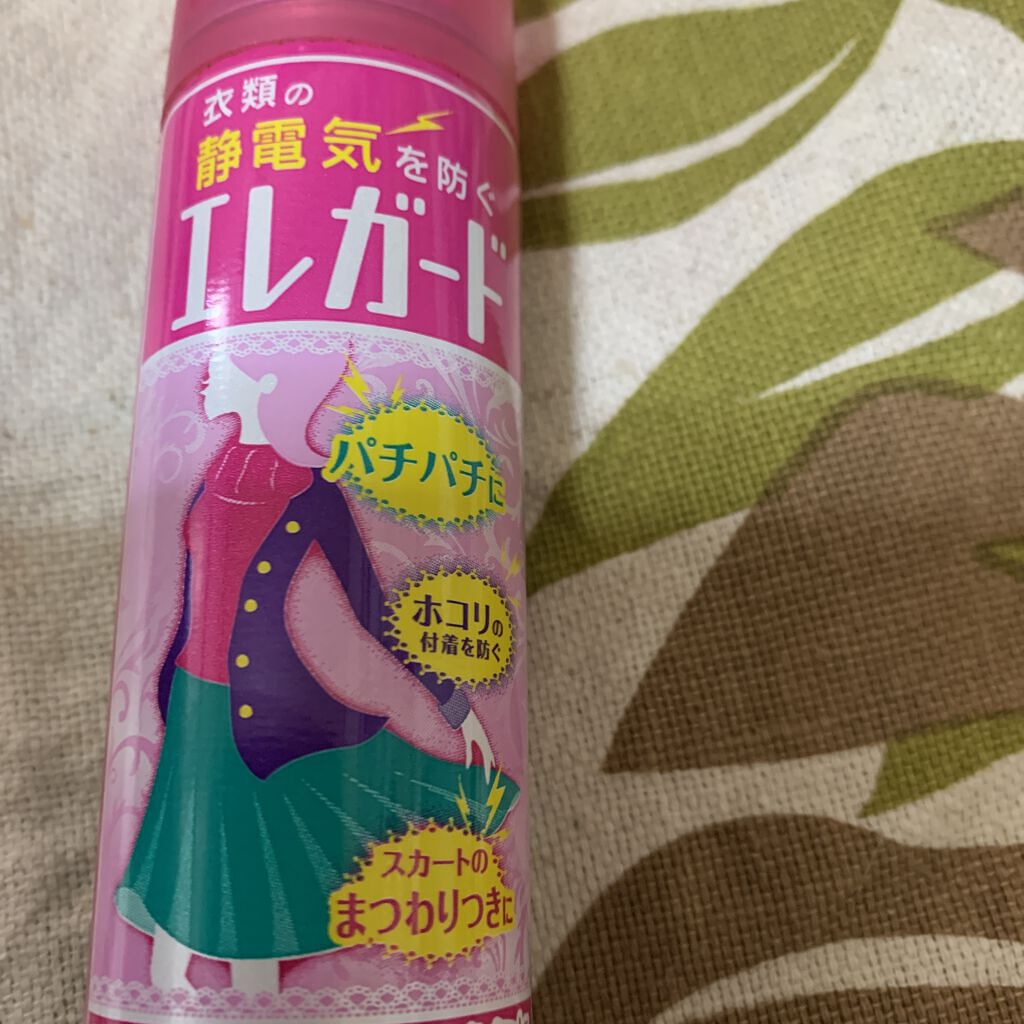 衣類の
静電気を防ぐ
エレガード
パチパチに
ホコリの
付着を防ぐ
スカートの
まつわりつきに